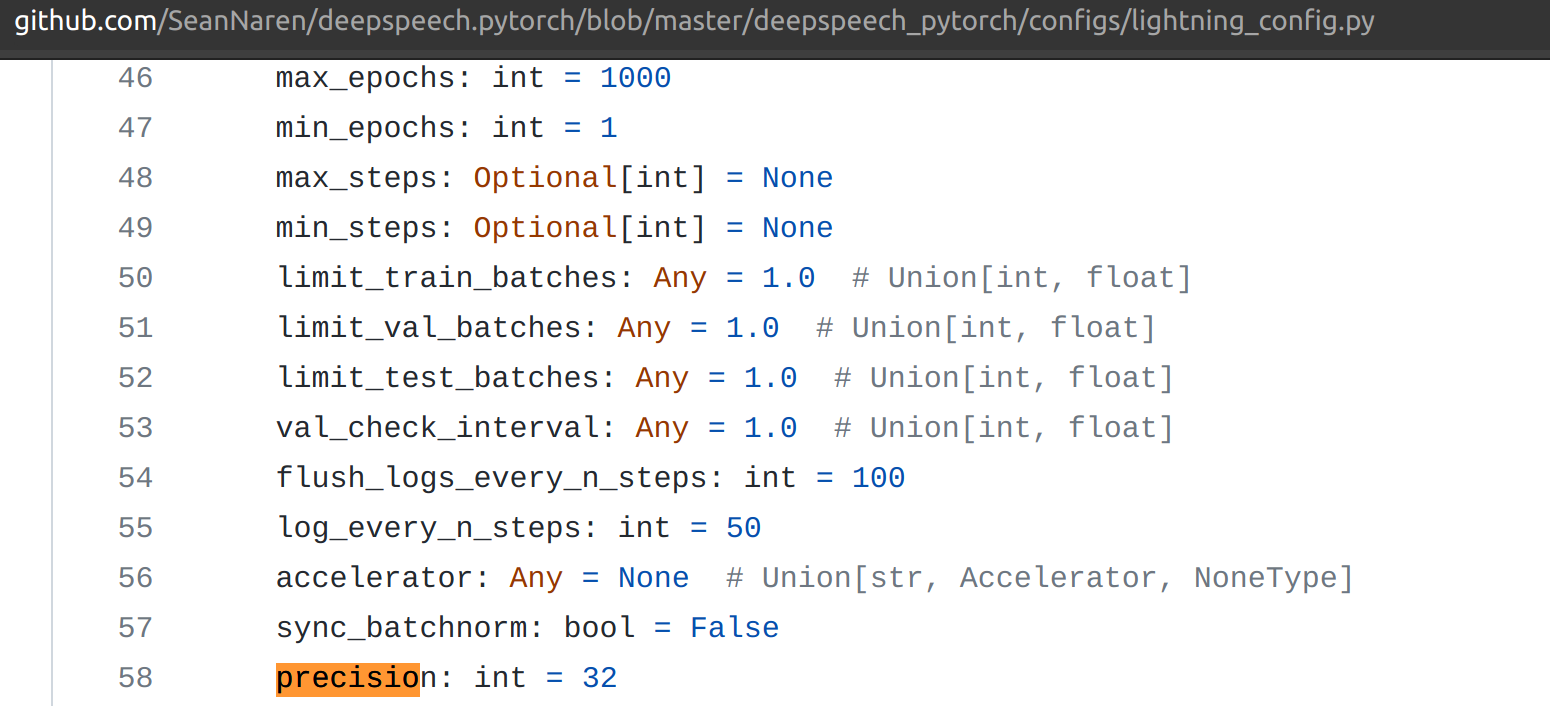 github.com/SeanNaren/deepspeech.pytorch/blob/master/deepspeech_pytorch/configs/lightning_config.py
46 max_epochs: int = 1000
47 min_epochs: int = 1
48 max_steps: Optional[int] = None
49 min_steps: Optional[int] = None
50 limit_train_batches: Any = 1.0  # Union[int, float]
51 limit_val_batches: Any = 1.0  # Union[int, float]
52 limit_test_batches: Any = 1.0  # Union[int, float]
53 val_check_interval: Any = 1.0  # Union[int, float]
54 flush_logs_every_n_steps: int = 100
55 log_every_n_steps: int = 50
56 accelerator: Any = None  # Union[str, Accelerator, NoneType]
57 sync_batchnorm: bool = False
58 precision: int = 32